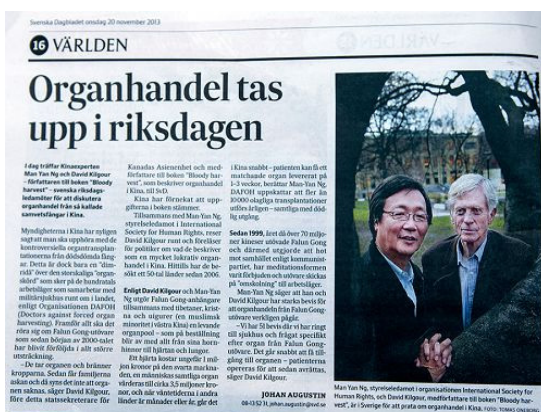 Svenska Dagbladet onsdag 20 november 2013
16 VÄRLDEN
Organhandel tas
upp i riksdagen
I dag träffar Kinaexperten
Man Yan Ng och David Kilgour
– författaren till boken "Bloody
harvest" – svenska riksdags-
ledamöter för att diskutera
organhandel från så kallade
samvetsfångar i Kina.
Myndigheterna i Kina har nyligen
sagt att man ska upphöra med de
kontroversiella organtransplan-
tationerna från dödsdömda fång-
ar. Detta är dock bara en "dim-
ridå" över den storskaliga "organ-
skörd" som sker på de hundratals
arbetsläger som samarbetar med
militärsjukhus runt om i landet,
enligt Organisationen DAFOH
(Doctors against forced organ
harvesting). Framför allt ska det
röra sig om Falun Gong-utövare
som sedan början av 2000-talet
har blivit förföljda i allt större
utsträckning.
– De tar organen och bränner
kropparna. Sedan får familjerna
askan och då syns det inte att orga-
nen saknas, säger David Kilgour,
före detta statssekreterare för
Kanadas Asienenhet och med-
författare till boken "Bloody har-
vest", som beskriver organhandel
i Kina, till SvD.
Kina har förnekat att upp-
gifterna i boken stämmer.
Tillsammans med Man-Yan Ng,
styrelseledamot i International
Society for Human Rights, reser
David Kilgour runt och föreläser
för politiker om vad de beskriver
som en mycket lukrativ organ-
handel i Kina. Hittills har de be-
sökt ett 50-tal länder sedan 2006.
Enligt David Kilgour och Man-Yan
Ng utgör Falun Gong-anhängare
tillsammans med tibetaner, krist-
na och uigurer (en muslimsk
minoritet i västra Kina) en levande
organpool – som på beställning
blir av med allt från sina horn-
hinnor till hjärtan och lungor.
Ett hjärta kostar ungefär 1 mil-
jon kronor på den svarta markna-
den, en människas samtliga organ
värderas till cirka 3,5 miljoner kro-
nor, och när väntetiderna i andra
länder är månader eller år, går det
i Kina snabbt – patienten kan få ett
matchande organ levererat på
1–3 veckor, berättar Man-Yan Ng.
DAFOH uppskattar att fler än
10 000 olagliga transplantationer
utförs årligen – samtliga med död-
lig utgång.
Sedan 1999, året då över 70 miljo-
ner kineser utövade Falun Gong
och därmed utgjorde att hot
mot samhället enligt kommunist-
partiet, har meditationsformen
varit förbjuden och utövare skickas
på "omskolning" till arbetsläger.
Man-Yan Ng säger att han och
David Kilgour har starka bevis för
att organhandeln från Falun Gong-
utövare verkligen pågår.
– Vi har 51 bevis där vi har ringt
till sjukhus och frågat specifikt
efter organ från Falun Gong-
utövare. Det går snabbt att få till-
gång till organen – patienterna
opereras för att sedan avrättas,
säger David Kilgour.
JOHAN AUGUSTIN
08-13 52 31, johan.augustin@svd.se
Man Yan Ng, styrelseledamot i organisationen International Society for
Human Rights, och David Kilgour, medförfattare till boken "Bloody har-
vest", är i Sverige för att prata om organhandel i Kina.